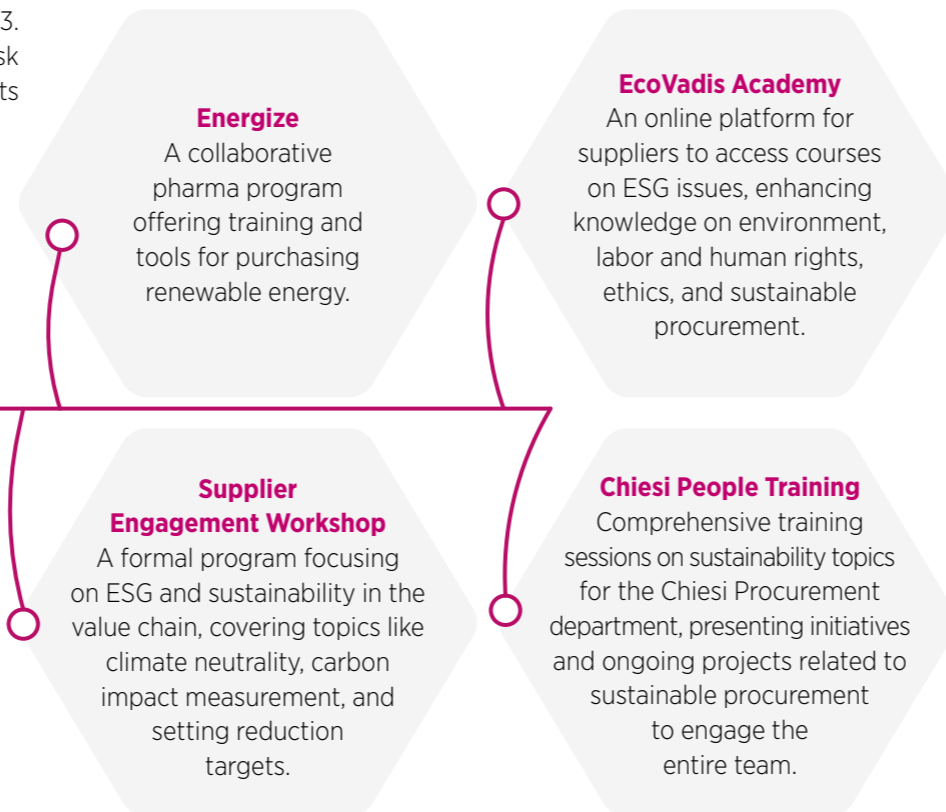 3.
sk
ts
Energize
A collaborative
pharma program
offering training and
tools for purchasing
renewable energy.
EcoVadis Academy
An online platform for
suppliers to access courses
on ESG issues, enhancing
knowledge on environment,
labor and human rights,
ethics, and sustainable
procurement.
Supplier
Engagement Workshop
A formal program focusing
on ESG and sustainability in the
value chain, covering topics like
climate neutrality, carbon
impact measurement, and
setting reduction
targets.
Chiesi People Training
Comprehensive training
sessions on sustainability topics
for the Chiesi Procurement
department, presenting initiatives
and ongoing projects related to
sustainable procurement
to engage the
entire team.